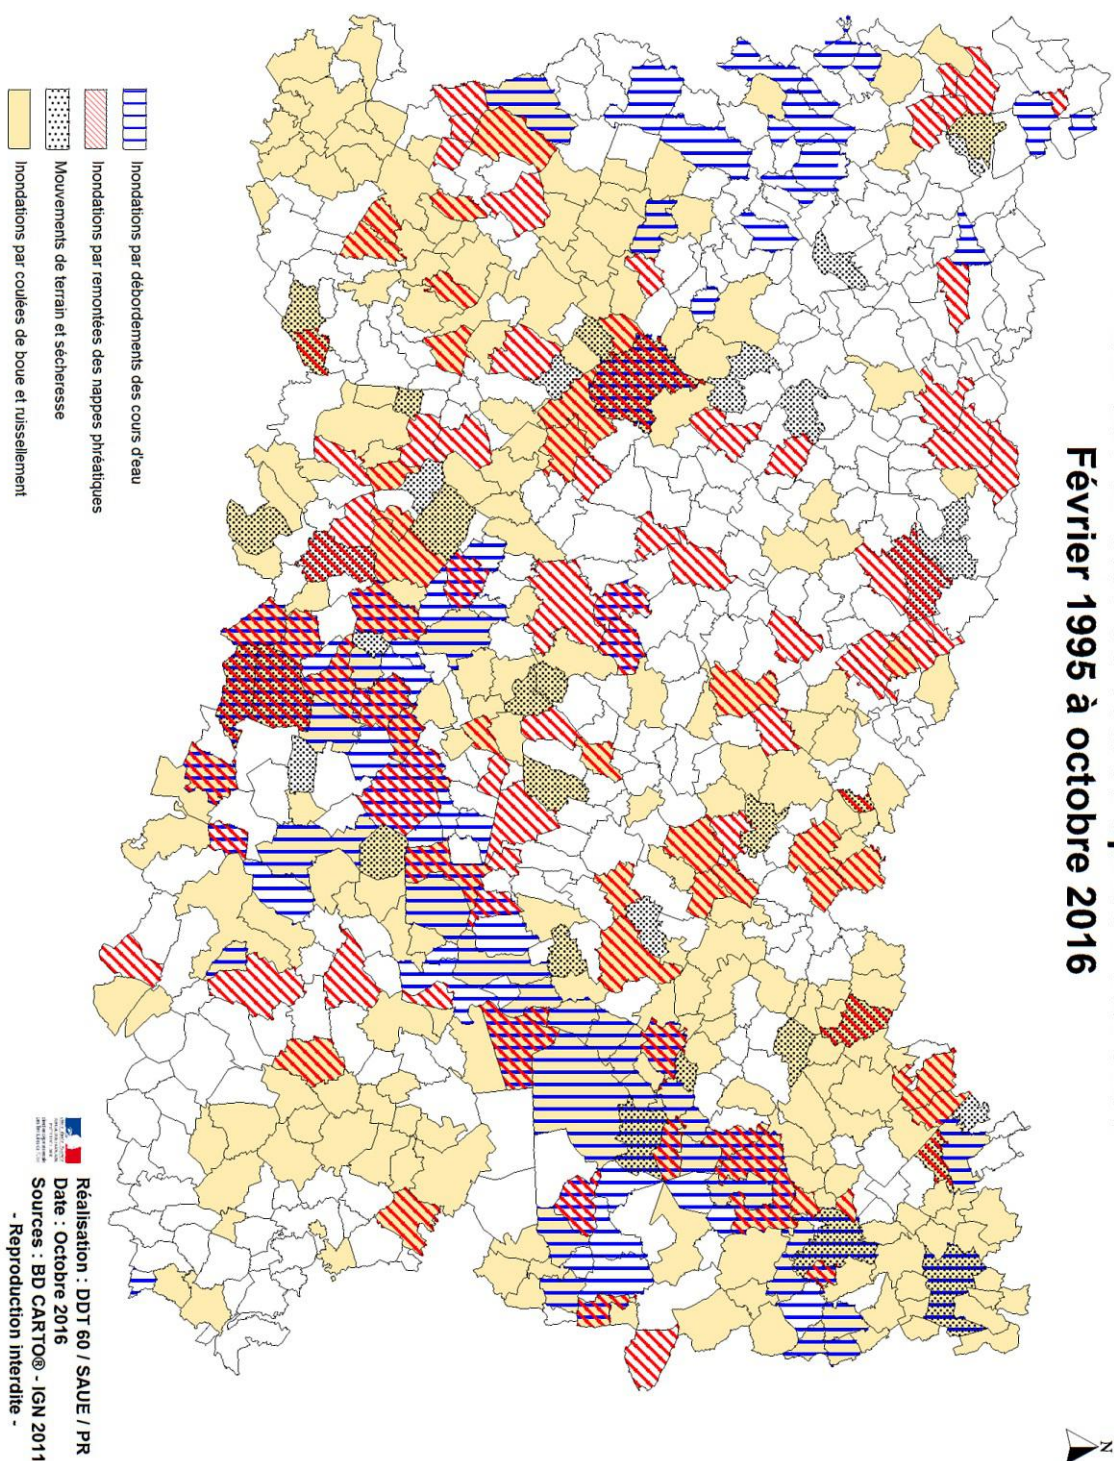 Février 1995 à octobre 2016
N
Inondations par débordements des cours d'eau
Inondations par remontées des nappes phréatiques
Mouvements de terrain et sécheresse
Inondations par coulées de boue et ruissellement
Réalisation : DDT 60 / SAUE / PR
Date : Octobre 2016
Sources : BD CARTO® - IGN 2011
- Reproduction interdite -